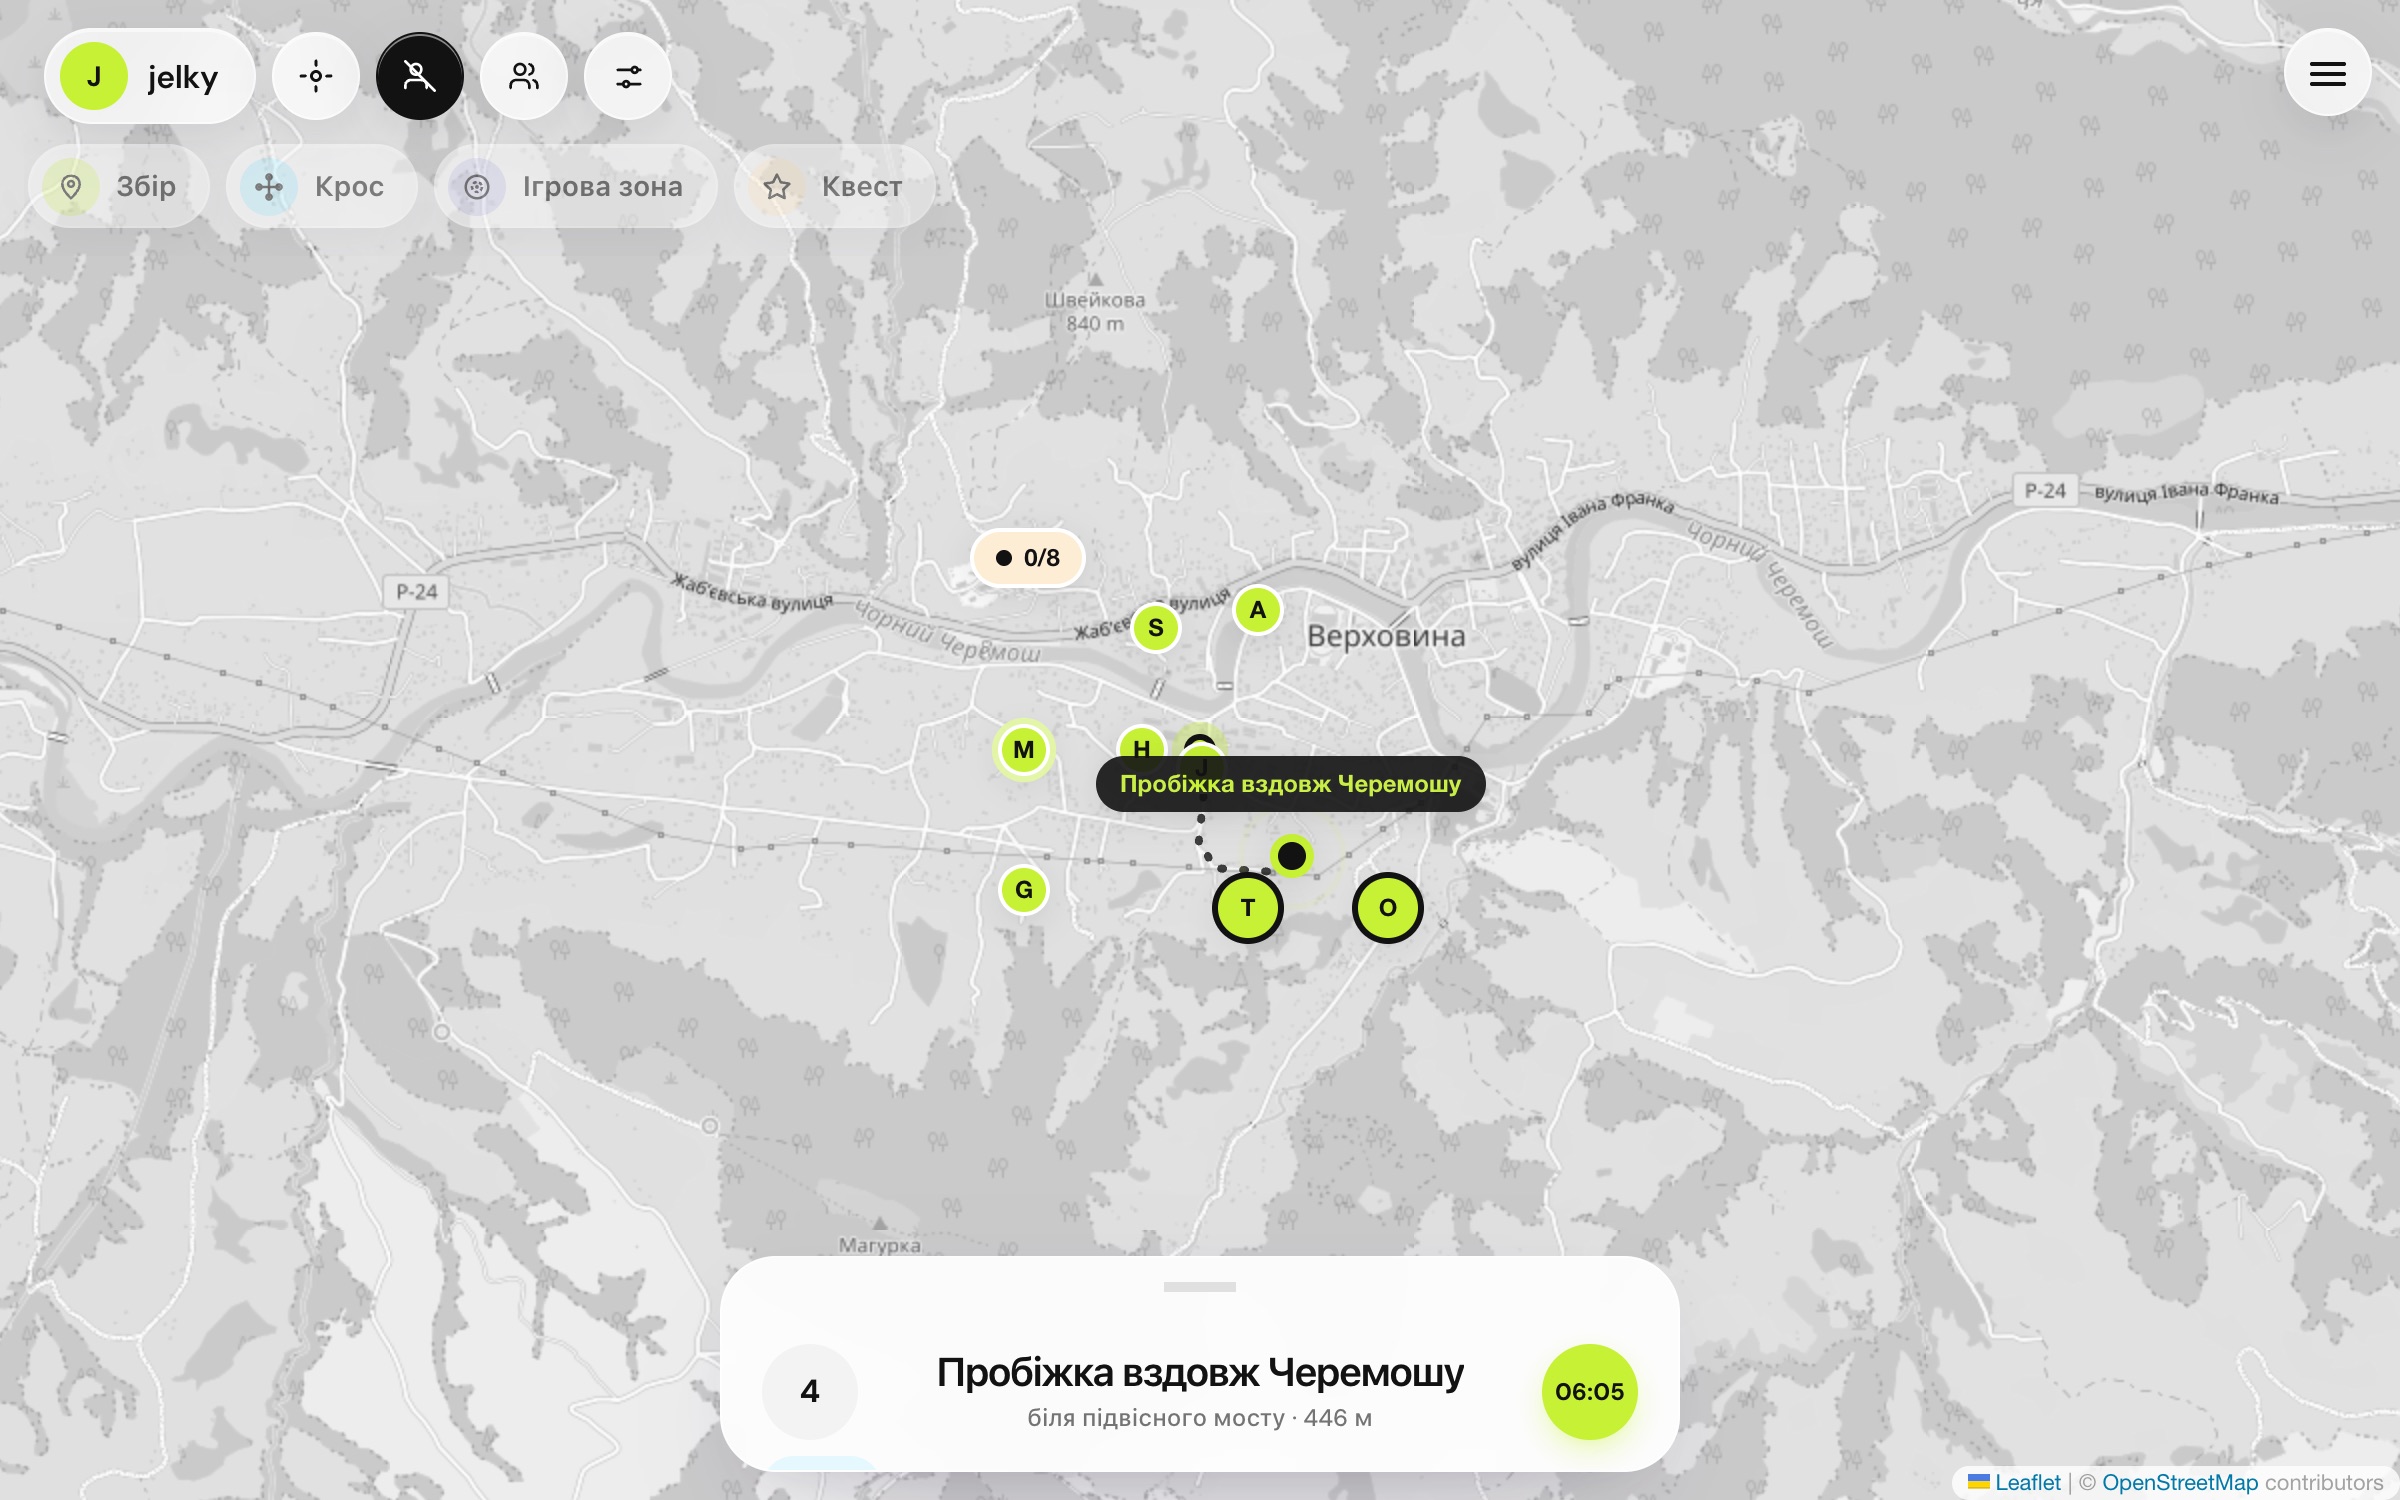 J jelky
Збір Крос Ігрова зона Квест
Швейкова
840 m
P-24 вулиця Івана Франка
вулиця Івана Франка
Чорний Черемош
0/8
P-24
Жаб'євська вулиця
Чорний Черемош
вулиця
S
A
Верховина
M
H
J
Пробіжка вздовж Черемошу
G
T
O
Магурка
4
Пробіжка вздовж Черемошу
біля підвісного мосту · 446 м
06:05
Leaflet | © OpenStreetMap contributors